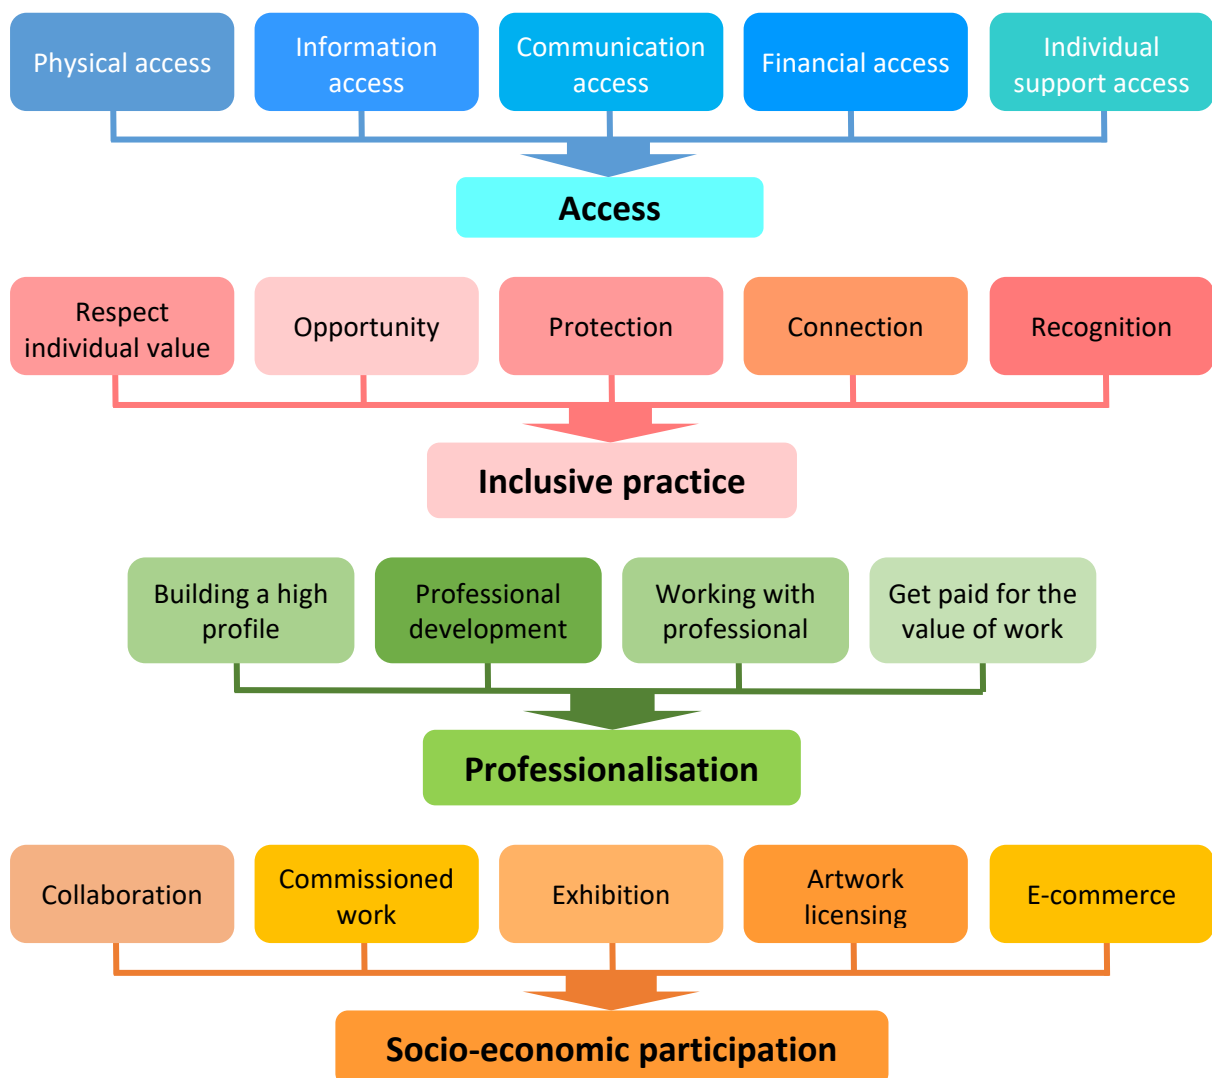 Physical access
Information
access
Communication
access
Financial access
Individual
support access
Access
Respect
individual value
Opportunity
Protection
Connection
Recognition
Inclusive practice
Building a high
profile
Professional
development
Working with
professional
Get paid for the
value of work
Professionalisation
Collaboration
Commissioned
work
Exhibition
Artwork
licensing
E-commerce
Socio-economic participation